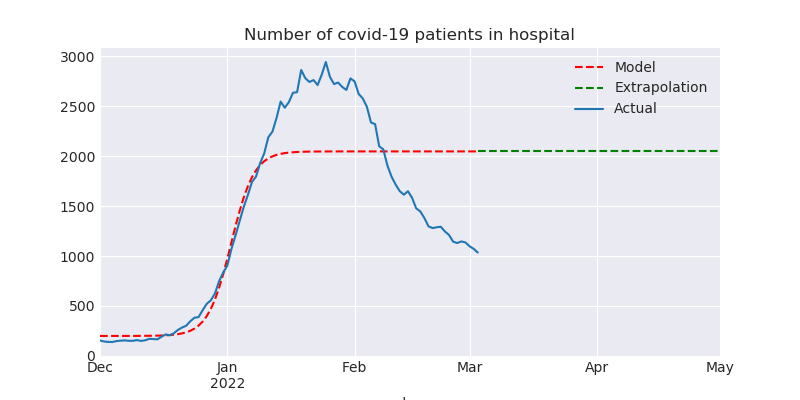 Number of covid-19 patients in hospital
3000
2500
2000
1500
1000
500
0
Model
Extrapolation
Actual
Dec
Jan
2022
Feb
Mar
Apr
May